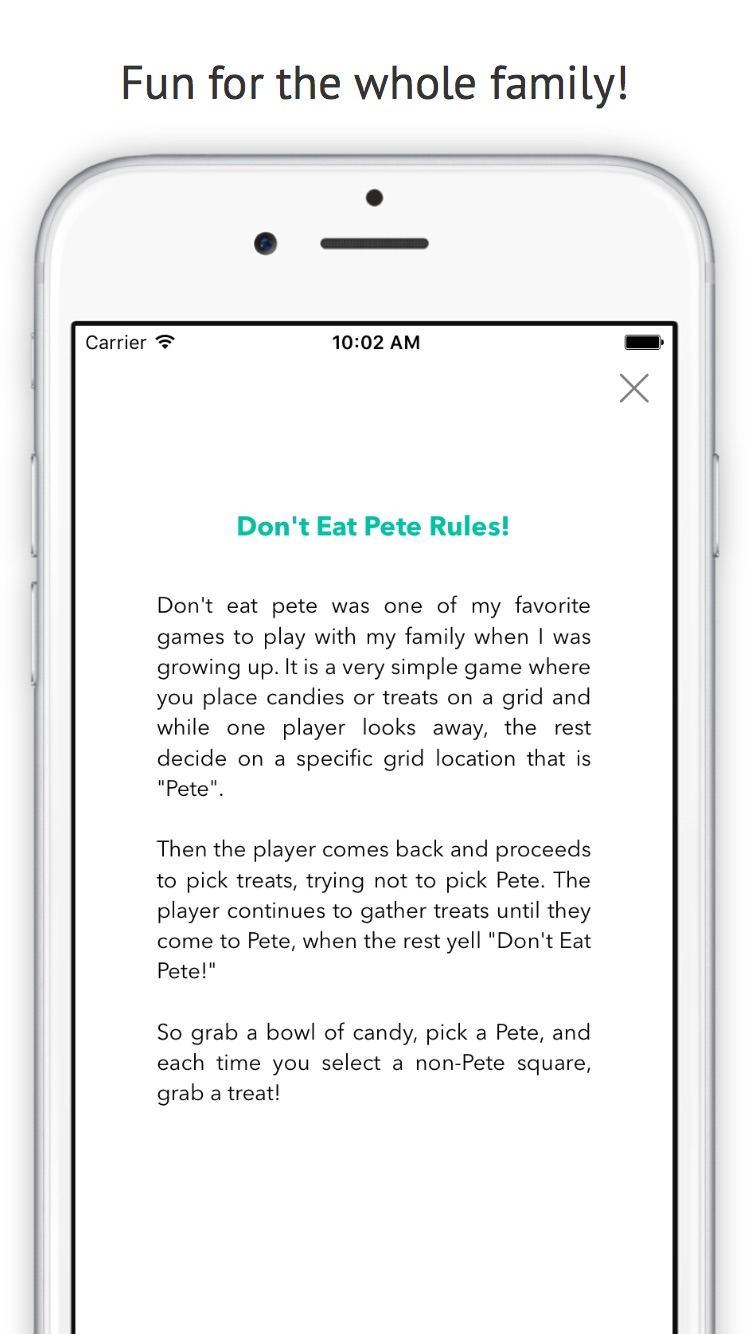 Fun for the whole family!
Carrier
10:02 AM
Don't Eat Pete Rules!
Don't eat pete was one of my favorite
games to play with my family when I was
growing up. It is a very simple game where
you place candies or treats on a grid and
while one player looks away, the rest
decide on a specific grid location that is
"Pete".
Then the player comes back and proceeds
to pick treats, trying not to pick Pete. The
player continues to gather treats until they
come to Pete, when the rest yell "Don't Eat
Pete!"
So grab a bowl of candy, pick a Pete, and
each time you select a non-Pete square,
grab a treat!